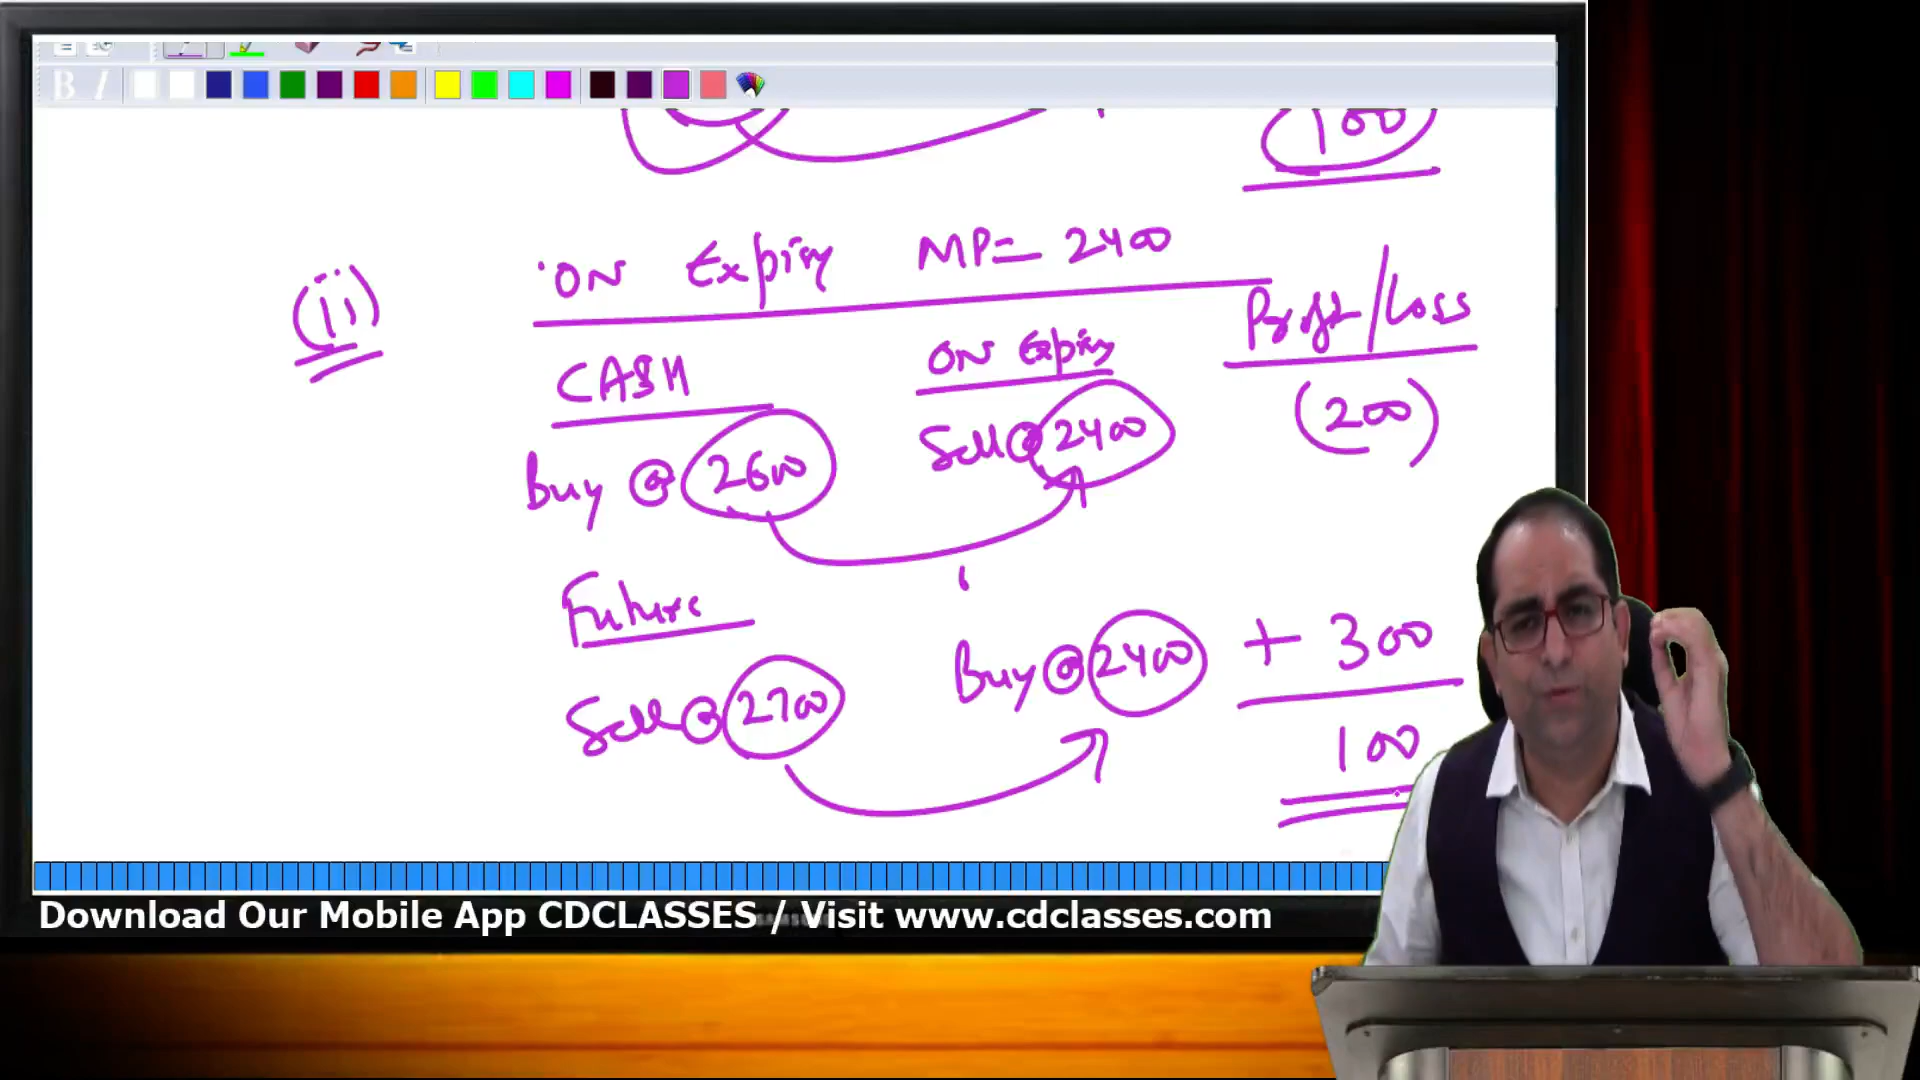 B I
100
(ii) ON Expiry MP= 2400
CASH ON Expiry Profit/Loss
Buy @ 2600 Sell @ 2400 (200)
Future
Sell @ 2700 Buy @ 2400 + 300
100
Download Our Mobile App CDCLASSES / Visit www.cdclasses.com